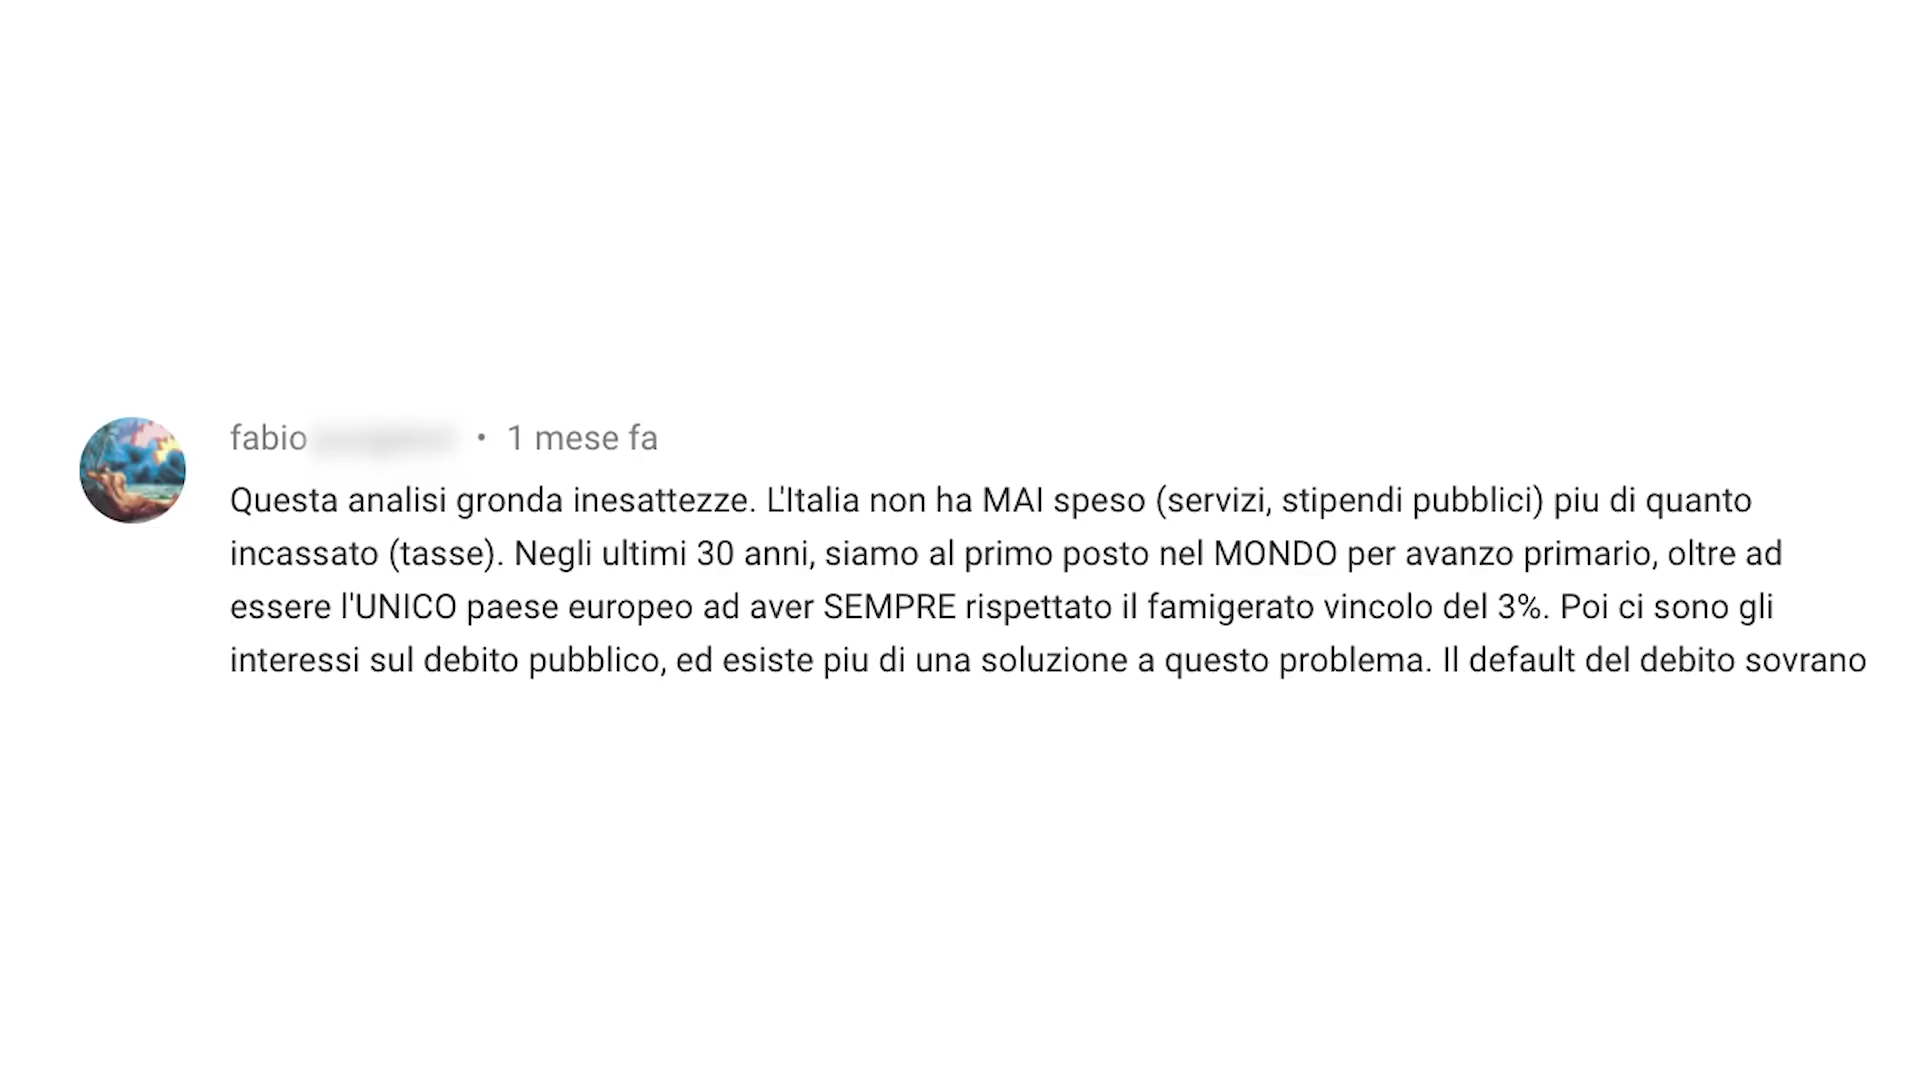 fabio • 1 mese fa
Questa analisi gronda inesattezze. L'Italia non ha MAI speso (servizi, stipendi pubblici) piu di quanto
incassato (tasse). Negli ultimi 30 anni, siamo al primo posto nel MONDO per avanzo primario, oltre ad
essere l'UNICO paese europeo ad aver SEMPRE rispettato il famigerato vincolo del 3%. Poi ci sono gli
interessi sul debito pubblico, ed esiste piu di una soluzione a questo problema. Il default del debito sovrano